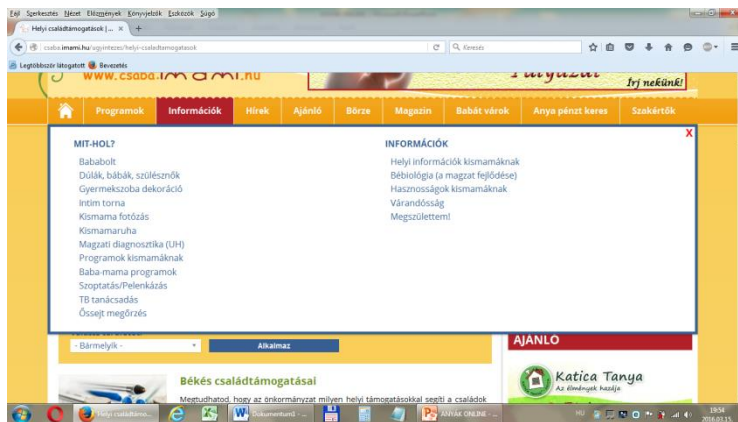 Fájl Szerkesztés Nézet Előzmények Könyvjelzők Eszközök Súgó
Helyi családtámogatások | ... × +
csaba.imami.hu/ugyintezes/helyi-csaladtamogatasok
Keresés
Legtöbbször látogatott Bevezetés
www.csaba.imami.hu
Írj nekünk!
Programok Információk Hírek Ajánló Börze Magazin Babát várok Anya pénzt keres Szakértők
X
MIT-HOL?
Bababolt
Dúlák, bábák, szülésznők
Gyermekszoba dekoráció
Intim torna
Kismama fotózás
Kismamaruha
Magzati diagnosztika (UH)
Programok kismamáknak
Baba-mama programok
Szoptatás/Pelenkázás
TB tanácsadás
Őssejt megőrzés
INFORMÁCIÓK
Helyi információk kismamáknak
Bébiológia (a magzat fejlődése)
Hasznosságok kismamáknak
Várandósság
Megszülettem!
- Bármelyik -
Alkalmaz
AJÁNLÓ
Katica Tanya
Az élmények hazája
Békés családtámogatásai
Megtudhatod, hogy az önkormányzat milyen helyi támogatásokkal segíti a családok
Helyi családtámo...
Dokumentum1 - ...
ANYÁK ONLINE - ...
HU
19:54
2016.03.15.